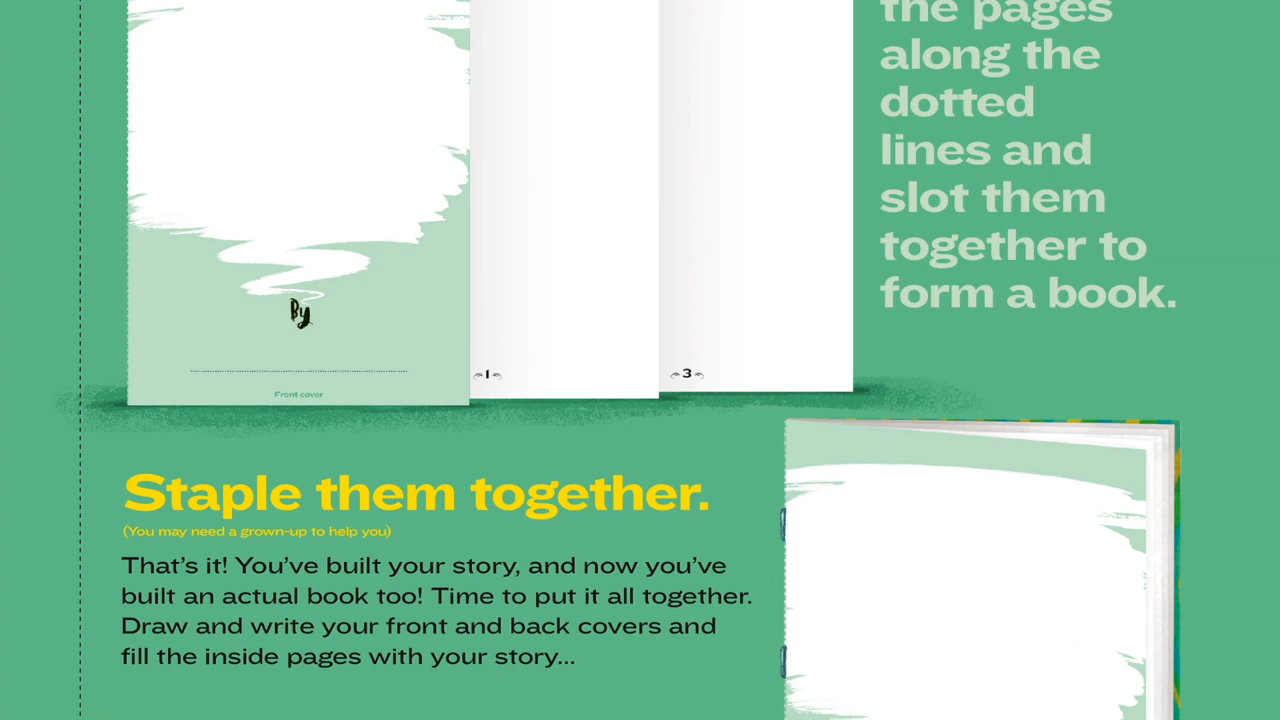 the pages
along the
dotted
lines and
slot them
together to
form a book.
By
Front cover
1
3
Staple them together.
(You may need a grown-up to help you)
That’s it! You’ve built your story, and now you’ve
built an actual book too! Time to put it all together.
Draw and write your front and back covers and
fill the inside pages with your story...